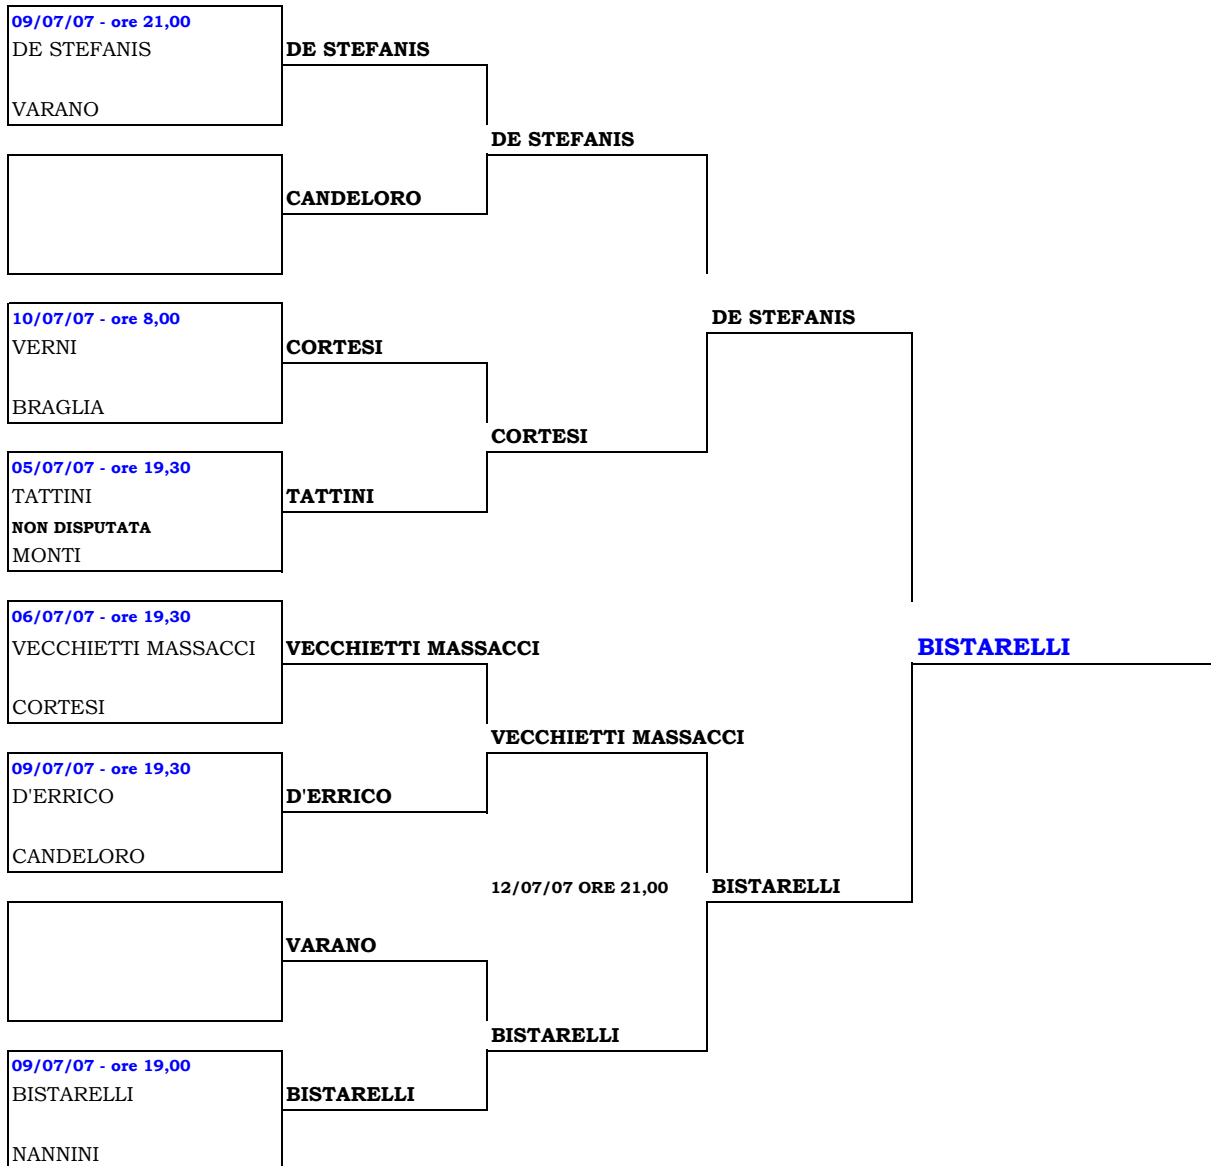 09/07/07 - ore 21,00
DE STEFANIS
DE STEFANIS
VARANO
DE STEFANIS
CANDELORO
10/07/07 - ore 8,00
DE STEFANIS
VERNI
CORTESI
BRAGLIA
CORTESI
05/07/07 - ore 19,30
TATTINI
TATTINI
NON DISPUTATA
MONTI
06/07/07 - ore 19,30
VECCHIETTI MASSACCI
VECCHIETTI MASSACCI
BISTARELLI
CORTESI
VECCHIETTI MASSACCI
09/07/07 - ore 19,30
D'ERRICO
D'ERRICO
CANDELORO
12/07/07 ORE 21,00
BISTARELLI
VARANO
BISTARELLI
09/07/07 - ore 19,00
BISTARELLI
BISTARELLI
NANNINI